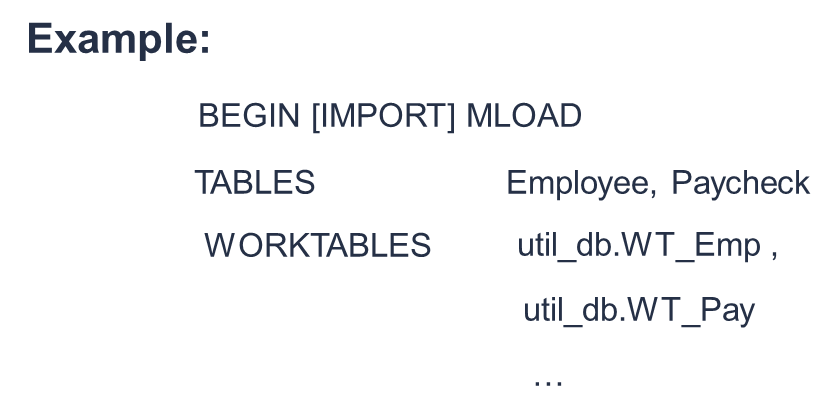 Example:
BEGIN [IMPORT] MLOAD
TABLES Employee, Paycheck
WORKTABLES util_db.WT_Emp ,
util_db.WT_Pay
…